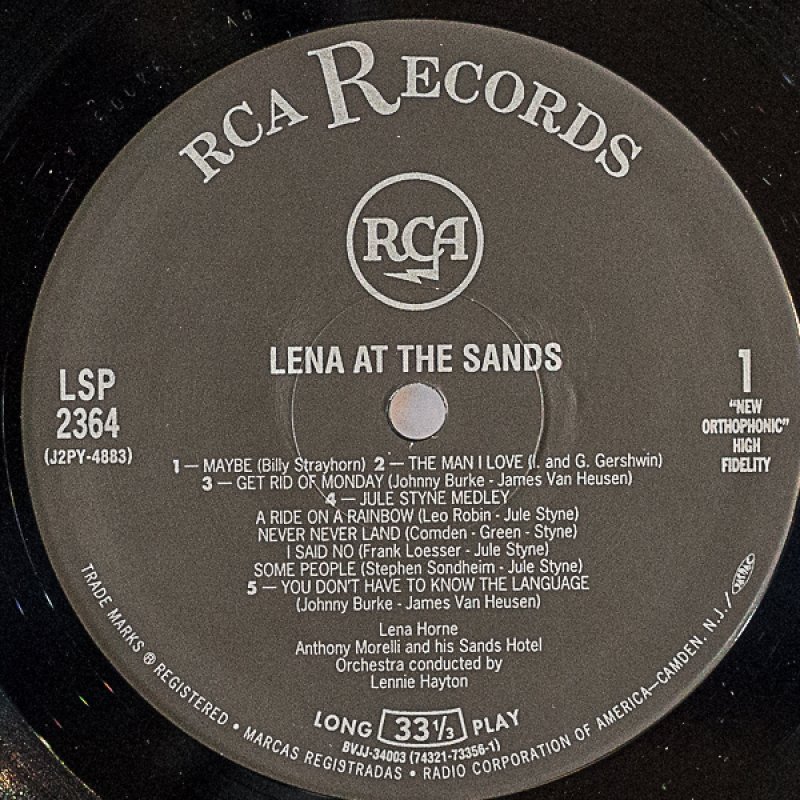 RCA RECORDS
RCA
LENA AT THE SANDS
LSP
2364
(J2PY-4883)
1
"NEW
ORTHOPHONIC"
HIGH
FIDELITY
1 — MAYBE (Billy Strayhorn) 2 — THE MAN I LOVE (I. and G. Gershwin)
3 — GET RID OF MONDAY (Johnny Burke - James Van Heusen)
4 — JULE STYNE MEDLEY
A RIDE ON A RAINBOW (Leo Robin - Jule Styne)
NEVER NEVER LAND (Comden - Green - Styne)
I SAID NO (Frank Loesser - Jule Styne)
SOME PEOPLE (Stephen Sondheim - Jule Styne)
5 — YOU DON'T HAVE TO KNOW THE LANGUAGE
(Johnny Burke - James Van Heusen)
Lena Horne
Anthony Morelli and his Sands Hotel
Orchestra conducted by
Lennie Hayton
LONG 33 1/3 PLAY
BVJJ-34003 (74321-73356-1)
TRADE MARKS ® REGISTERED • MARCAS REGISTRADAS • RADIO CORPORATION OF AMERICA—CAMDEN, N.J./